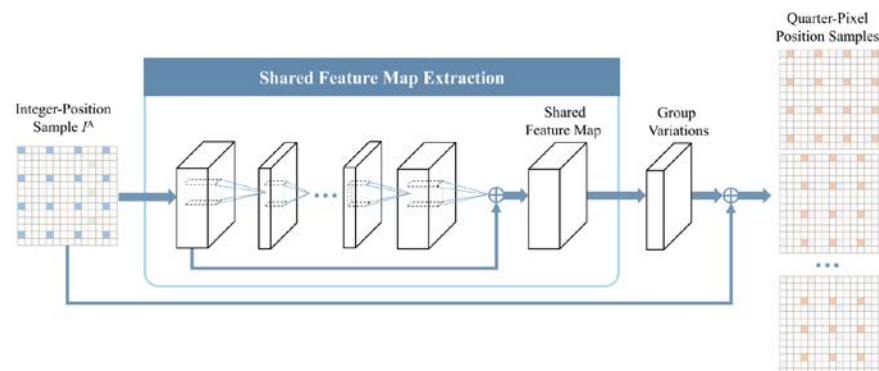 Quarter-Pixel
Position Samples
Shared Feature Map Extraction
Integer-Position
Sample I^A
Shared
Feature Map
Group
Variations